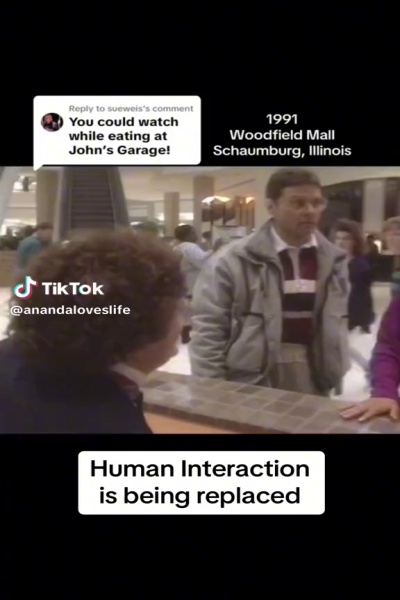 Reply to sueweis's comment
You could watch
while eating at
John's Garage!
1991
Woodfield Mall
Schaumburg, Illinois
TikTok
@anandaloveslife
Human Interaction
is being replaced